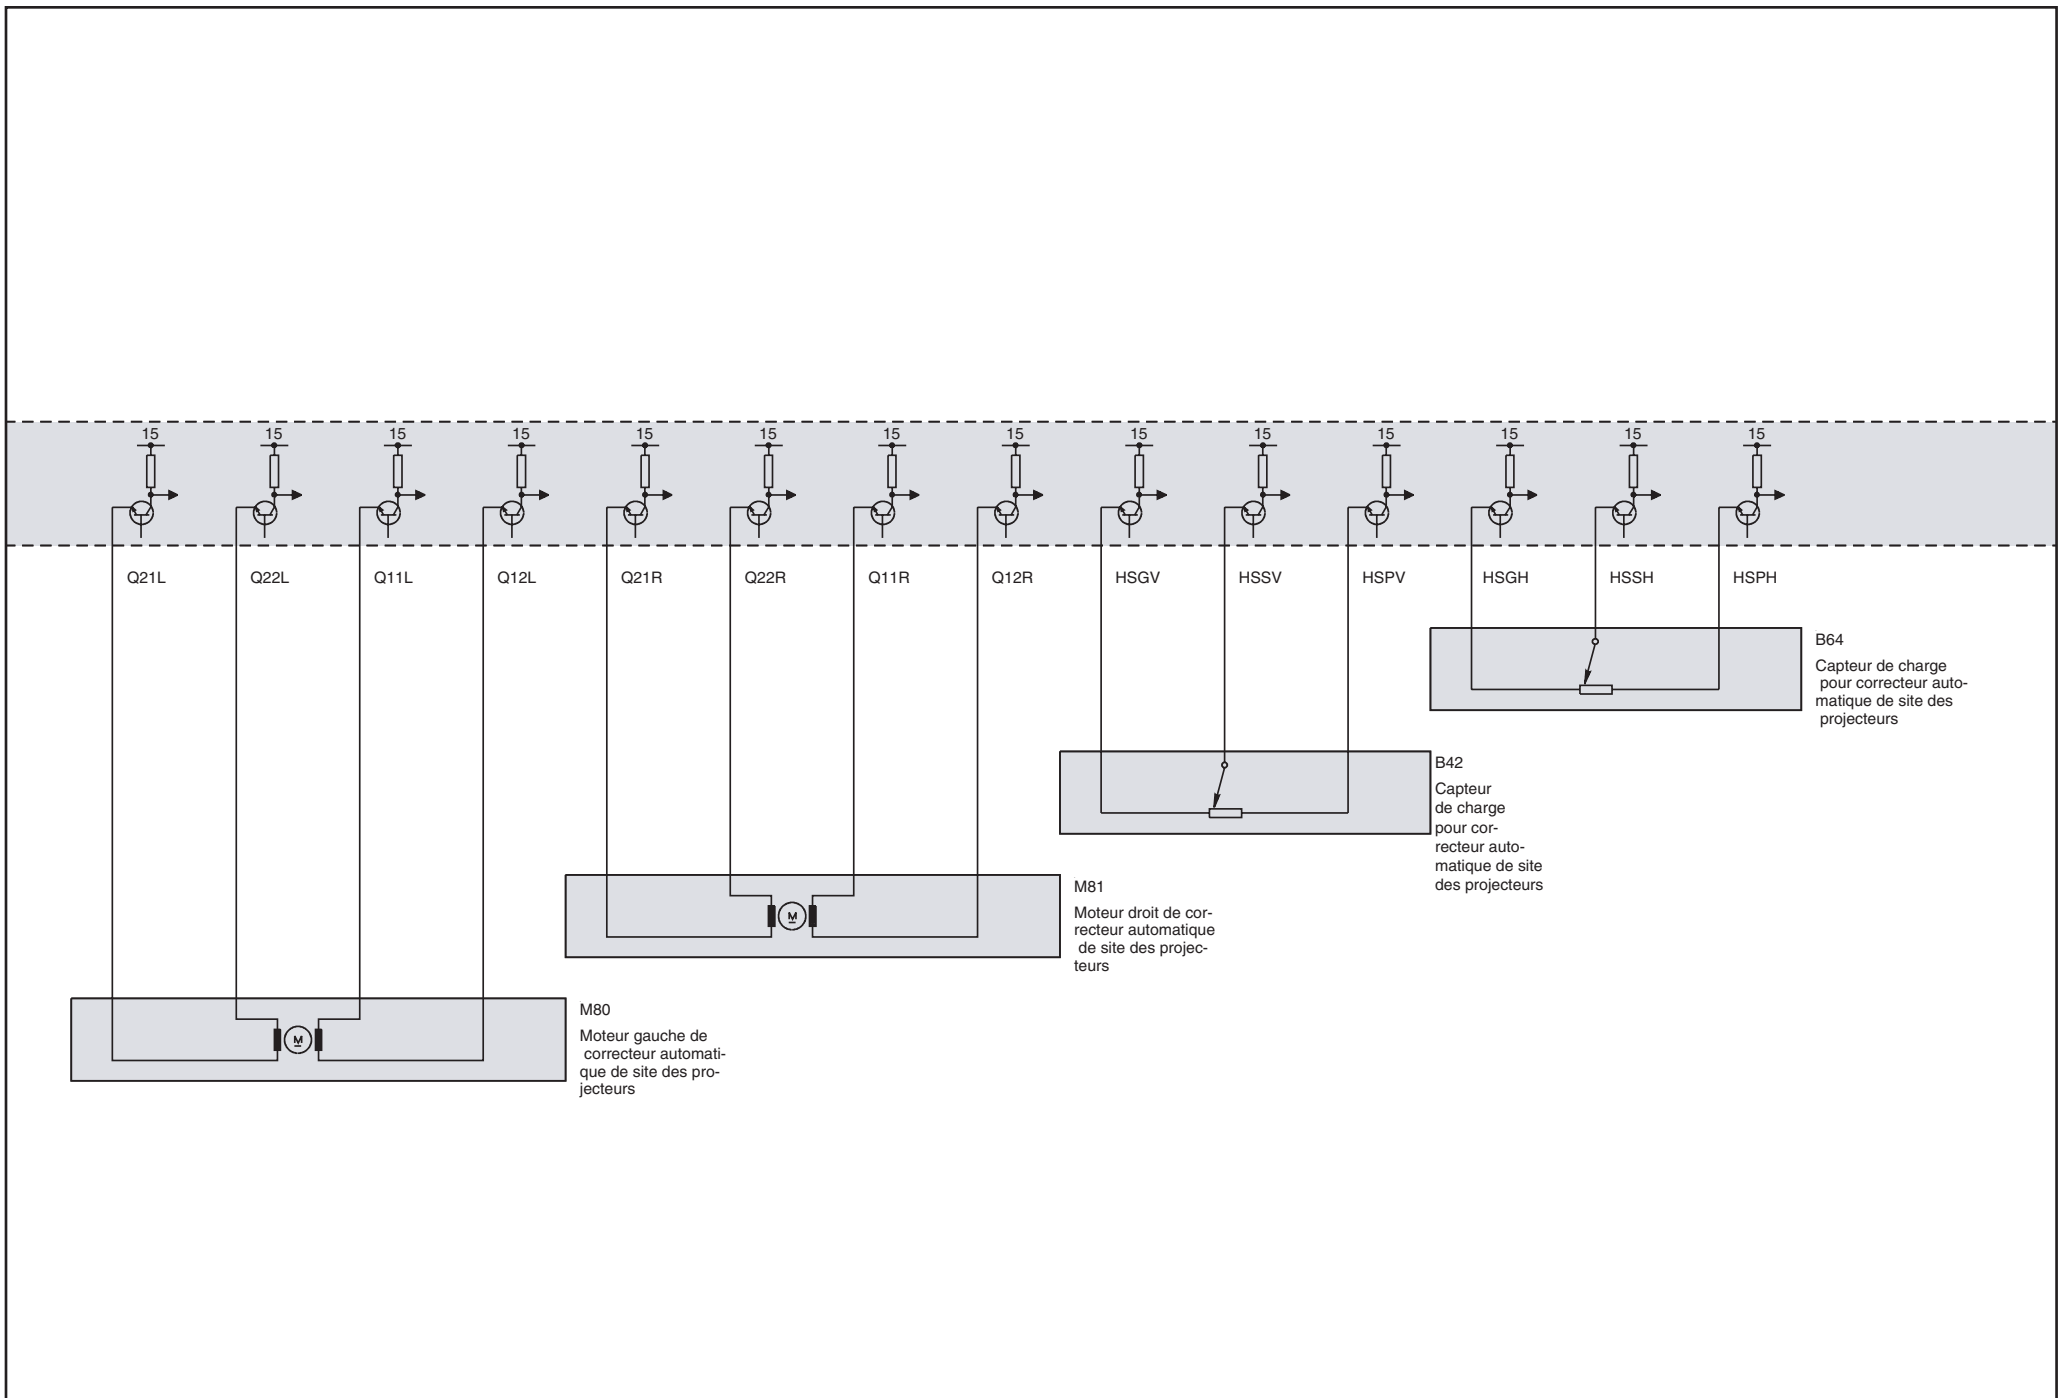 15 15 15 15 15 15 15 15 15 15 15 15 15 15
Q21L Q22L Q11L Q12L Q21R Q22R Q11R Q12R HSGV HSSV HSPV HSGH HSSH HSPH
B64
Capteur de charge
pour correcteur auto-
matique de site des
projecteurs
B42
Capteur
de charge
pour cor-
recteur auto-
matique de site
des projecteurs
M81
Moteur droit de cor-
recteur automatique
de site des projec-
teurs
M
M80
Moteur gauche de
correcteur automati-
que de site des pro-
jecteurs
M